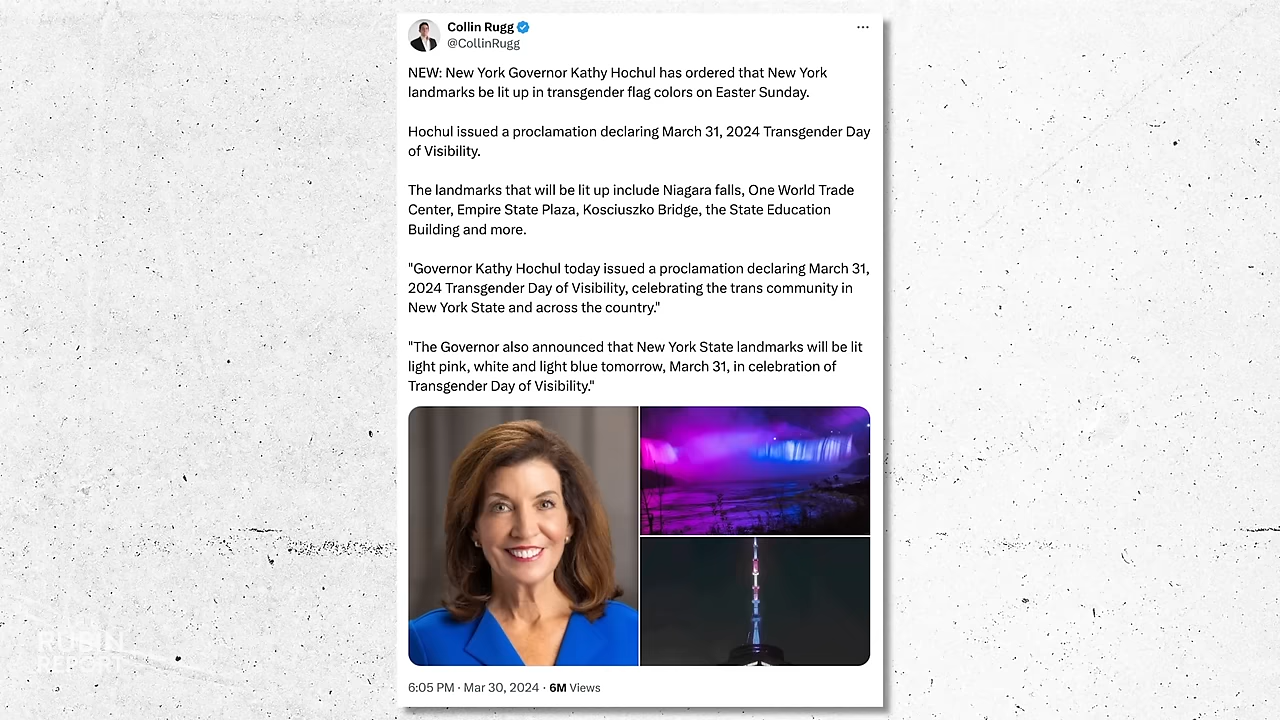 Collin Rugg
@CollinRugg
NEW: New York Governor Kathy Hochul has ordered that New York
landmarks be lit up in transgender flag colors on Easter Sunday.
Hochul issued a proclamation declaring March 31, 2024 Transgender Day
of Visibility.
The landmarks that will be lit up include Niagara falls, One World Trade
Center, Empire State Plaza, Kosciuszko Bridge, the State Education
Building and more.
"Governor Kathy Hochul today issued a proclamation declaring March 31,
2024 Transgender Day of Visibility, celebrating the trans community in
New York State and across the country."
"The Governor also announced that New York State landmarks will be lit
light pink, white and light blue tomorrow, March 31, in celebration of
Transgender Day of Visibility."
6:05 PM · Mar 30, 2024 · 6M Views